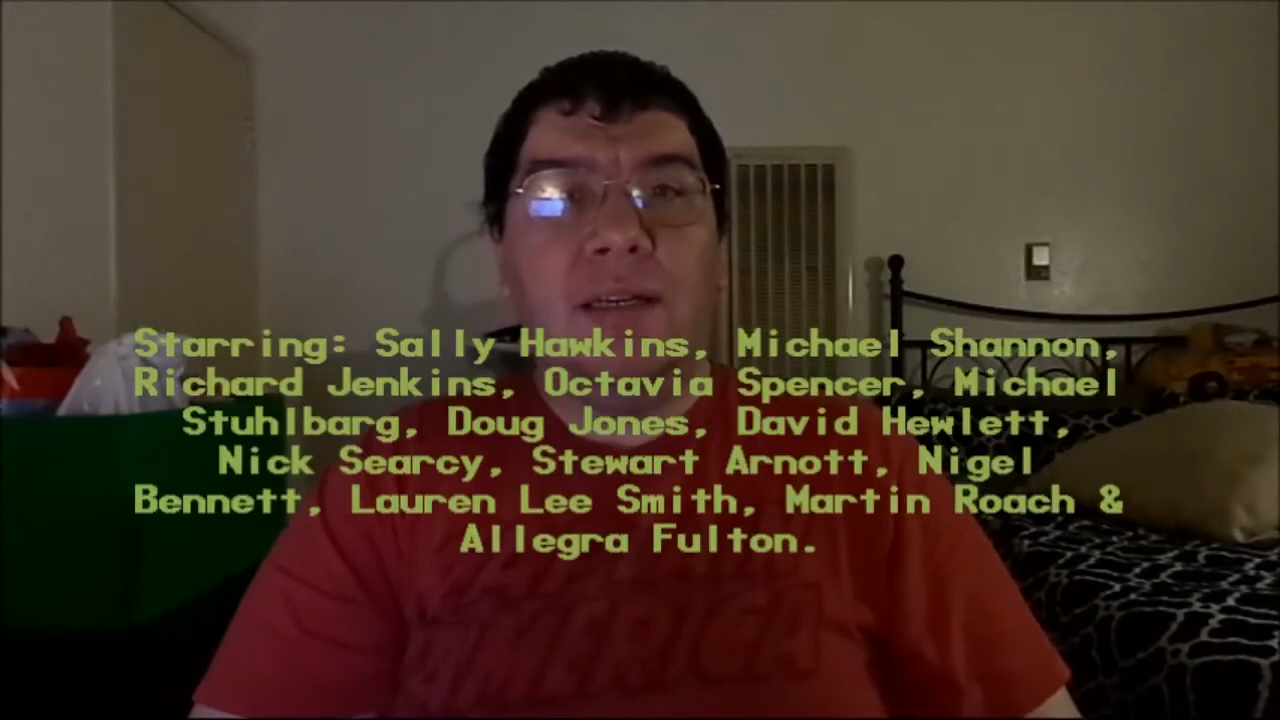 Starring: Sally Hawkins, Michael Shannon,
Richard Jenkins, Octavia Spencer, Michael
Stuhlbarg, Doug Jones, David Hewlett,
Nick Searcy, Stewart Arnott, Nigel
Bennett, Lauren Lee Smith, Martin Roach &
Allegra Fulton.
AMERICA